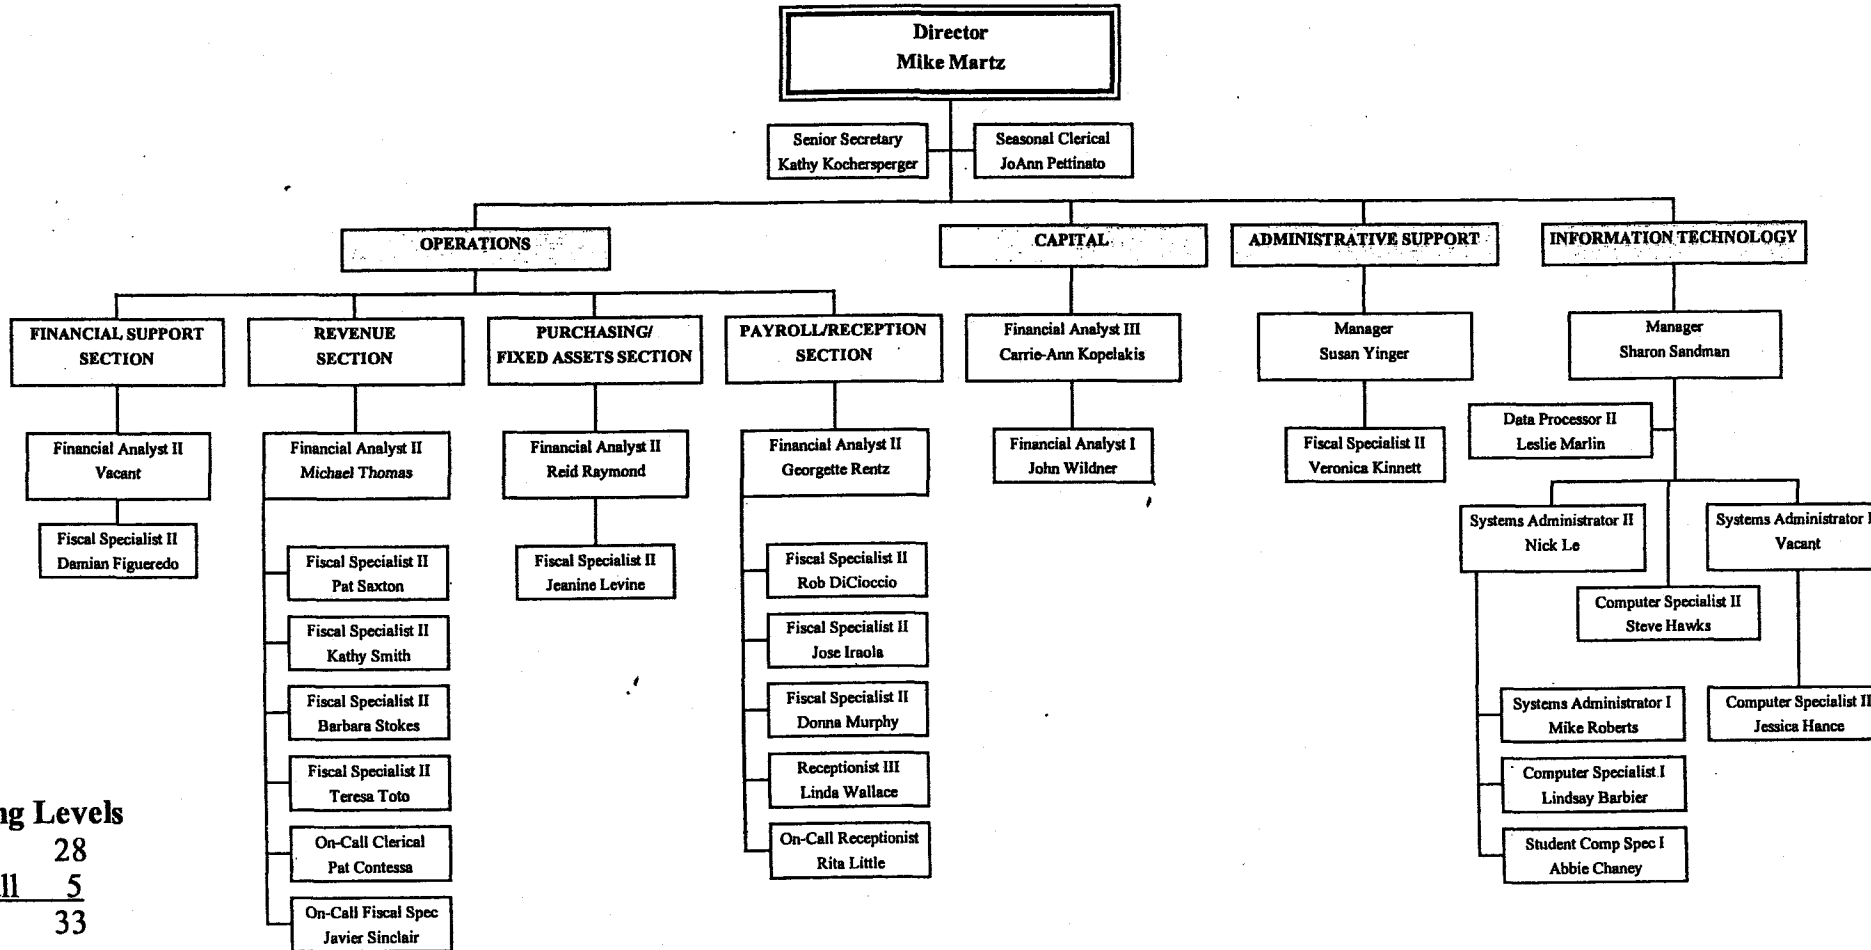 Director
Mike Martz
Senior Secretary
Kathy Kochersperger
Seasonal Clerical
JoAnn Pettinato
OPERATIONS
CAPITAL
ADMINISTRATIVE SUPPORT
INFORMATION TECHNOLOGY
FINANCIAL SUPPORT
SECTION
REVENUE
SECTION
PURCHASING/
FIXED ASSETS SECTION
PAYROLL/RECEPTION
SECTION
Financial Analyst III
Carrie-Ann Kopelakis
Manager
Susan Yinger
Manager
Sharon Sandman
Data Processor II
Leslie Marlin
Financial Analyst II
Vacant
Financial Analyst II
Michael Thomas
Financial Analyst II
Reid Raymond
Financial Analyst II
Georgette Rentz
Financial Analyst I
John Wildner
Fiscal Specialist II
Veronica Kinnett
Systems Administrator II
Nick Le
Systems Administrator I
Vacant
Fiscal Specialist II
Damian Figueredo
Fiscal Specialist II
Pat Saxton
Fiscal Specialist II
Jeanine Levine
Fiscal Specialist II
Rob DiCioccio
Computer Specialist II
Steve Hawks
Fiscal Specialist II
Kathy Smith
Fiscal Specialist II
Jose Iraola
Fiscal Specialist II
Barbara Stokes
Fiscal Specialist II
Donna Murphy
Systems Administrator I
Mike Roberts
Computer Specialist II
Jessica Hance
Fiscal Specialist II
Teresa Toto
Receptionist III
Linda Wallace
Computer Specialist I
Lindsay Barbier
On-Call Clerical
Pat Contessa
On-Call Receptionist
Rita Little
Student Comp Spec I
Abbie Chaney
On-Call Fiscal Spec
Javier Sinclair
ng Levels
28
ll 5
33